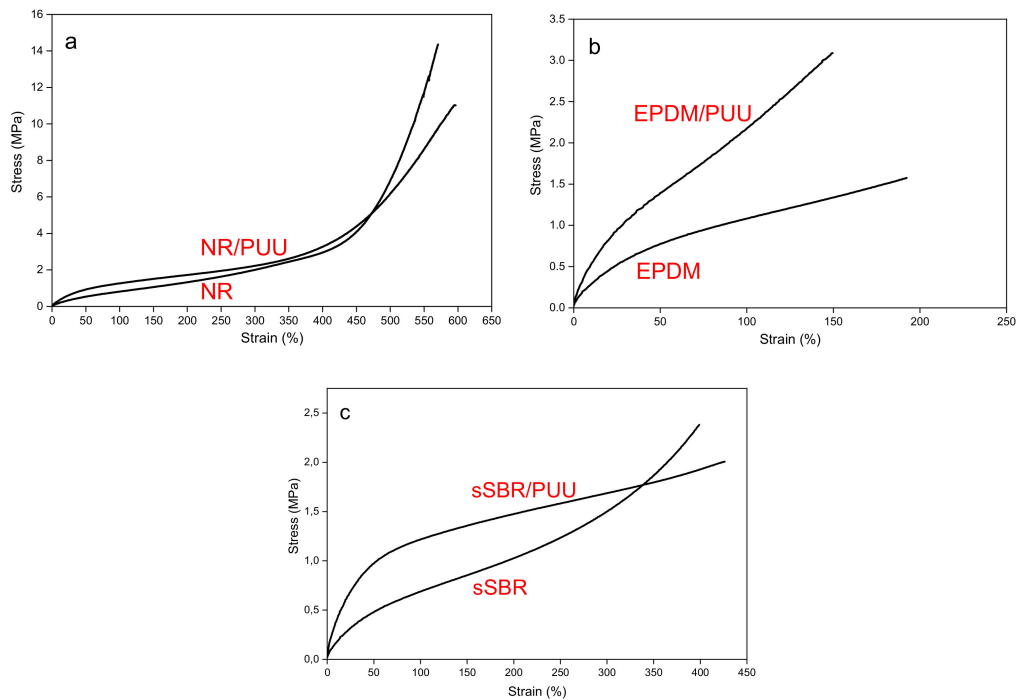 a
16
14
12
10
8
6
4
2
0
Stress (MPa)
NR/PUU
NR
0 50 100 150 200 250 300 350 400 450 500 550 600 650
Strain (%)
b
3.5
3.0
2.5
2.0
1.5
1.0
0.5
0.0
Stress (MPa)
EPDM/PUU
EPDM
0 50 100 150 200 250
Strain (%)
c
2,5
2,0
1,5
1,0
0,5
0,0
Stress (MPa)
sSBR/PUU
sSBR
0 50 100 150 200 250 300 350 400 450
Strain (%)